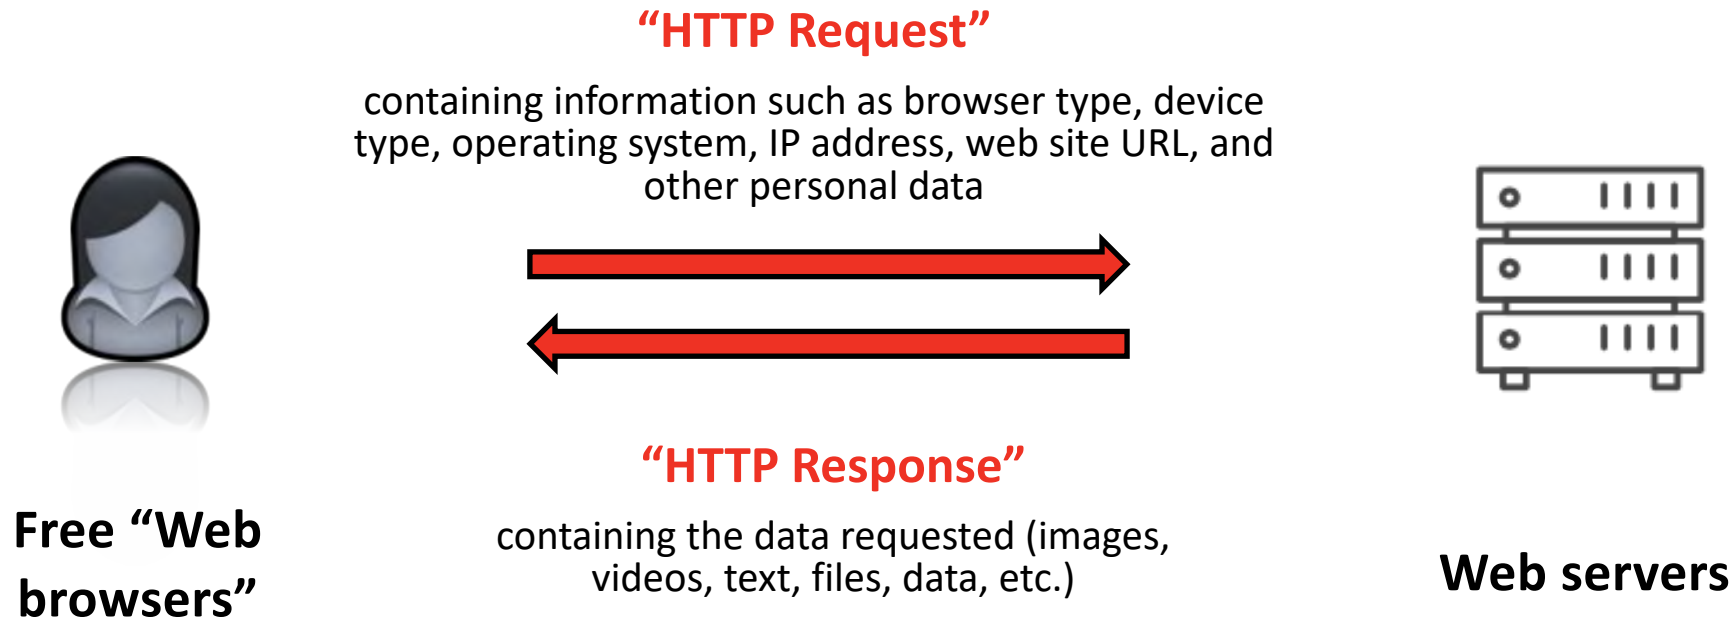 “HTTP Request”
containing information such as browser type, device
type, operating system, IP address, web site URL, and
other personal data
“HTTP Response”
containing the data requested (images,
videos, text, files, data, etc.)
Free “Web
browsers”
Web servers